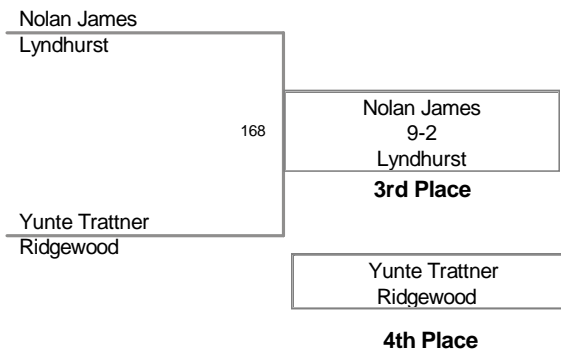 Nolan James
Lyndhurst
168
Nolan James
9-2
Lyndhurst
3rd Place
Yunte Trattner
Ridgewood
Yunte Trattner
Ridgewood
4th Place